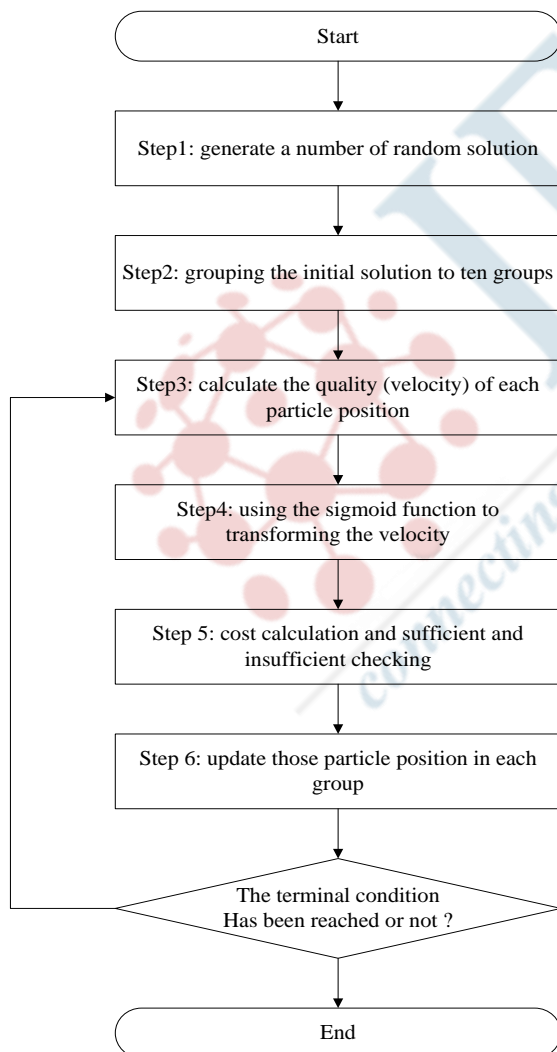 Start
Step1: generate a number of random solution
Step2: grouping the initial solution to ten groups
Step3: calculate the quality (velocity) of each
particle position
Step4: using the sigmoid function to
transforming the velocity
Step 5: cost calculation and sufficient and
insufficient checking
Step 6: update those particle position in each
group
The terminal condition
Has been reached or not ?
End
connecting